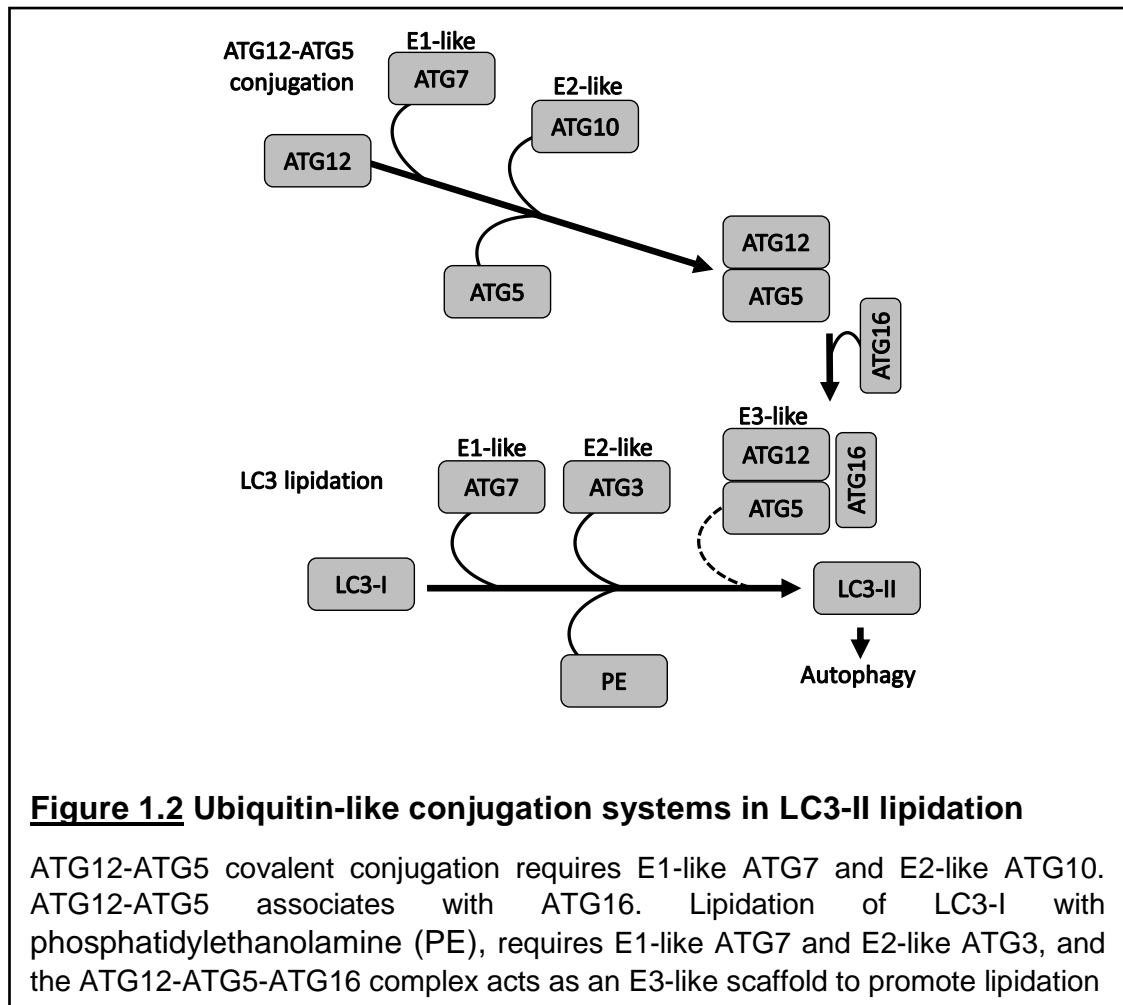 E1-like
ATG12-ATG5
conjugation
ATG7
E2-like
ATG10
ATG12
ATG5
ATG12
ATG5
ATG16
E3-like
ATG12
ATG5
ATG16
E1-like
E2-like
LC3 lipidation
ATG7
ATG3
LC3-I
LC3-II
PE
Autophagy
Figure 1.2 Ubiquitin-like conjugation systems in LC3-II lipidation
ATG12-ATG5 covalent conjugation requires E1-like ATG7 and E2-like ATG10.
ATG12-ATG5 associates with ATG16. Lipidation of LC3-I with
phosphatidylethanolamine (PE), requires E1-like ATG7 and E2-like ATG3, and
the ATG12-ATG5-ATG16 complex acts as an E3-like scaffold to promote lipidation